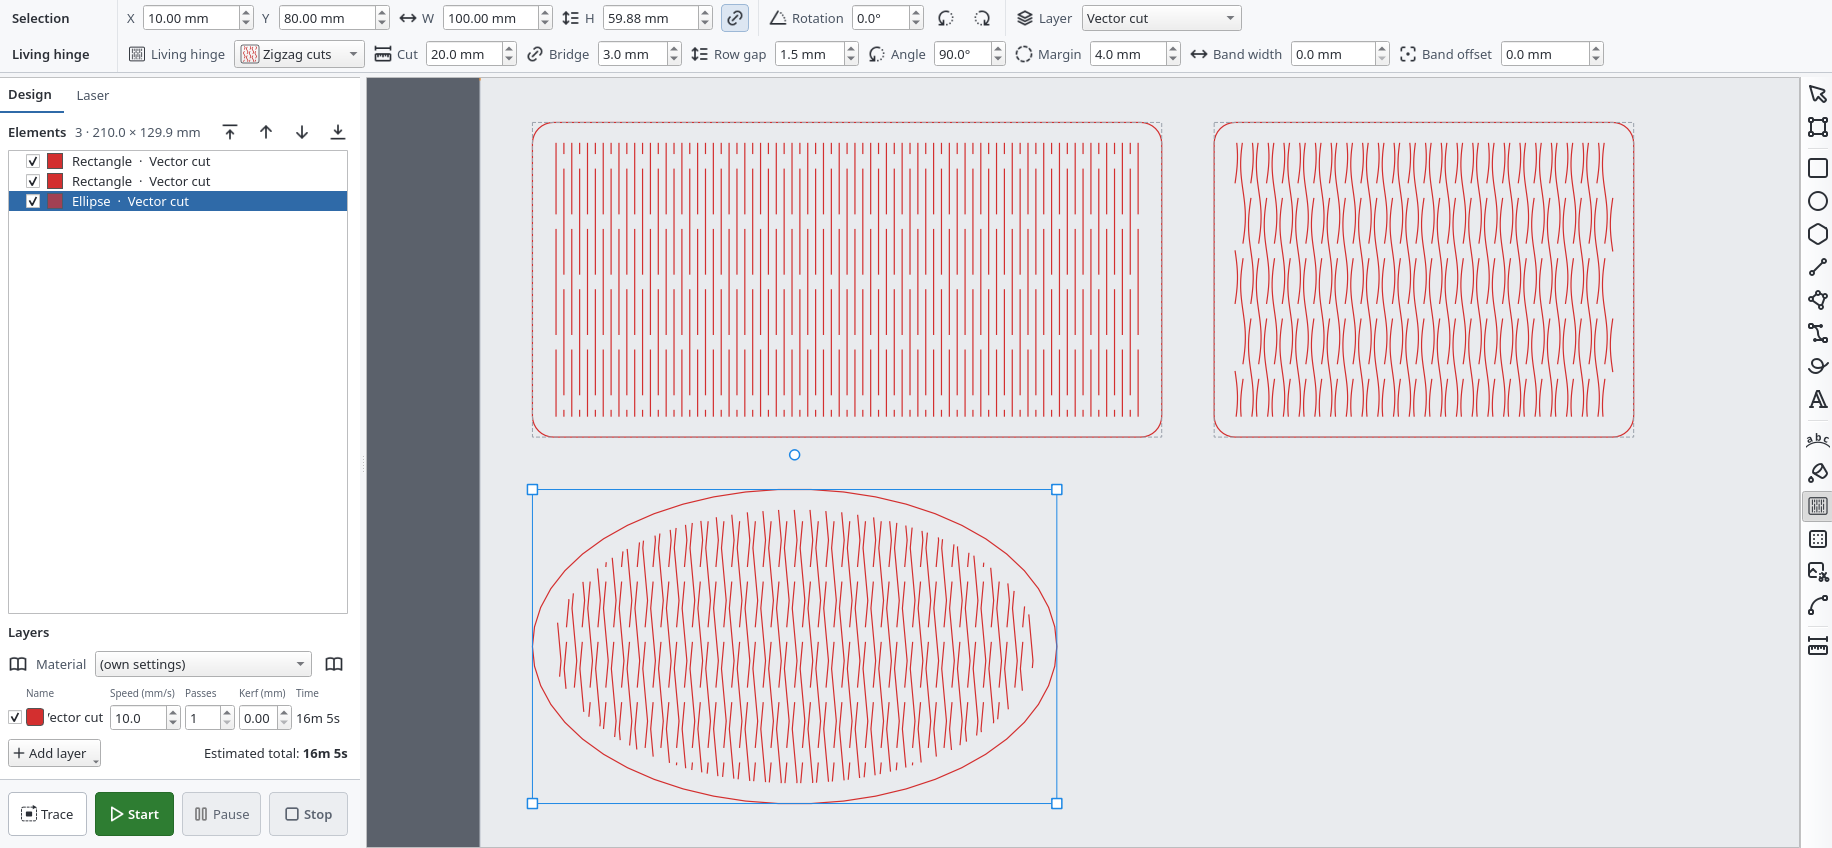 Selection X 10.00 mm Y 80.00 mm W 100.00 mm H 59.88 mm Rotation 0.0° Layer Vector cut
Living hinge Living hinge Zigzag cuts Cut 20.0 mm Bridge 3.0 mm Row gap 1.5 mm Angle 90.0° Margin 4.0 mm Band width 0.0 mm Band offset 0.0 mm
Design Laser
Elements 3 · 210.0 × 129.9 mm
Rectangle · Vector cut
Rectangle · Vector cut
Ellipse · Vector cut
Layers
Material (own settings)
Name Speed (mm/s) Passes Kerf (mm) Time
ector cut 10.0 1 0.00 16m 5s
Add layer Estimated total: 16m 5s
Trace Start Pause Stop
A
abc